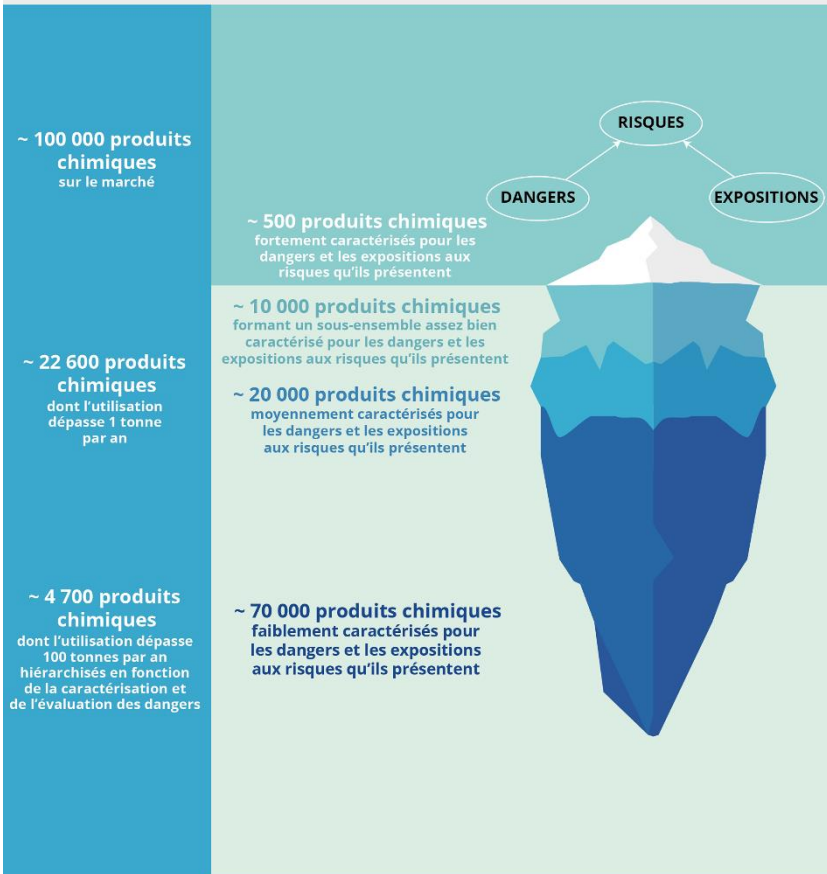 ~ 100 000 produits
chimiques
sur le marché
~ 22 600 produits
chimiques
dont l’utilisation
dépasse 1 tonne
par an
~ 4 700 produits
chimiques
dont l’utilisation dépasse
100 tonnes par an
hiérarchisés en fonction
de la caractérisation et
de l’évaluation des dangers
RISQUES
DANGERS
EXPOSITIONS
~ 500 produits chimiques
fortement caractérisés pour les
dangers et les expositions aux
risques qu’ils présentent
~ 10 000 produits chimiques
formant un sous-ensemble assez bien
caractérisé pour les dangers et les
expositions aux risques qu’ils présentent
~ 20 000 produits chimiques
moyennement caractérisés pour
les dangers et les expositions
aux risques qu’ils présentent
~ 70 000 produits chimiques
faiblement caractérisés pour
les dangers et les expositions
aux risques qu’ils présentent